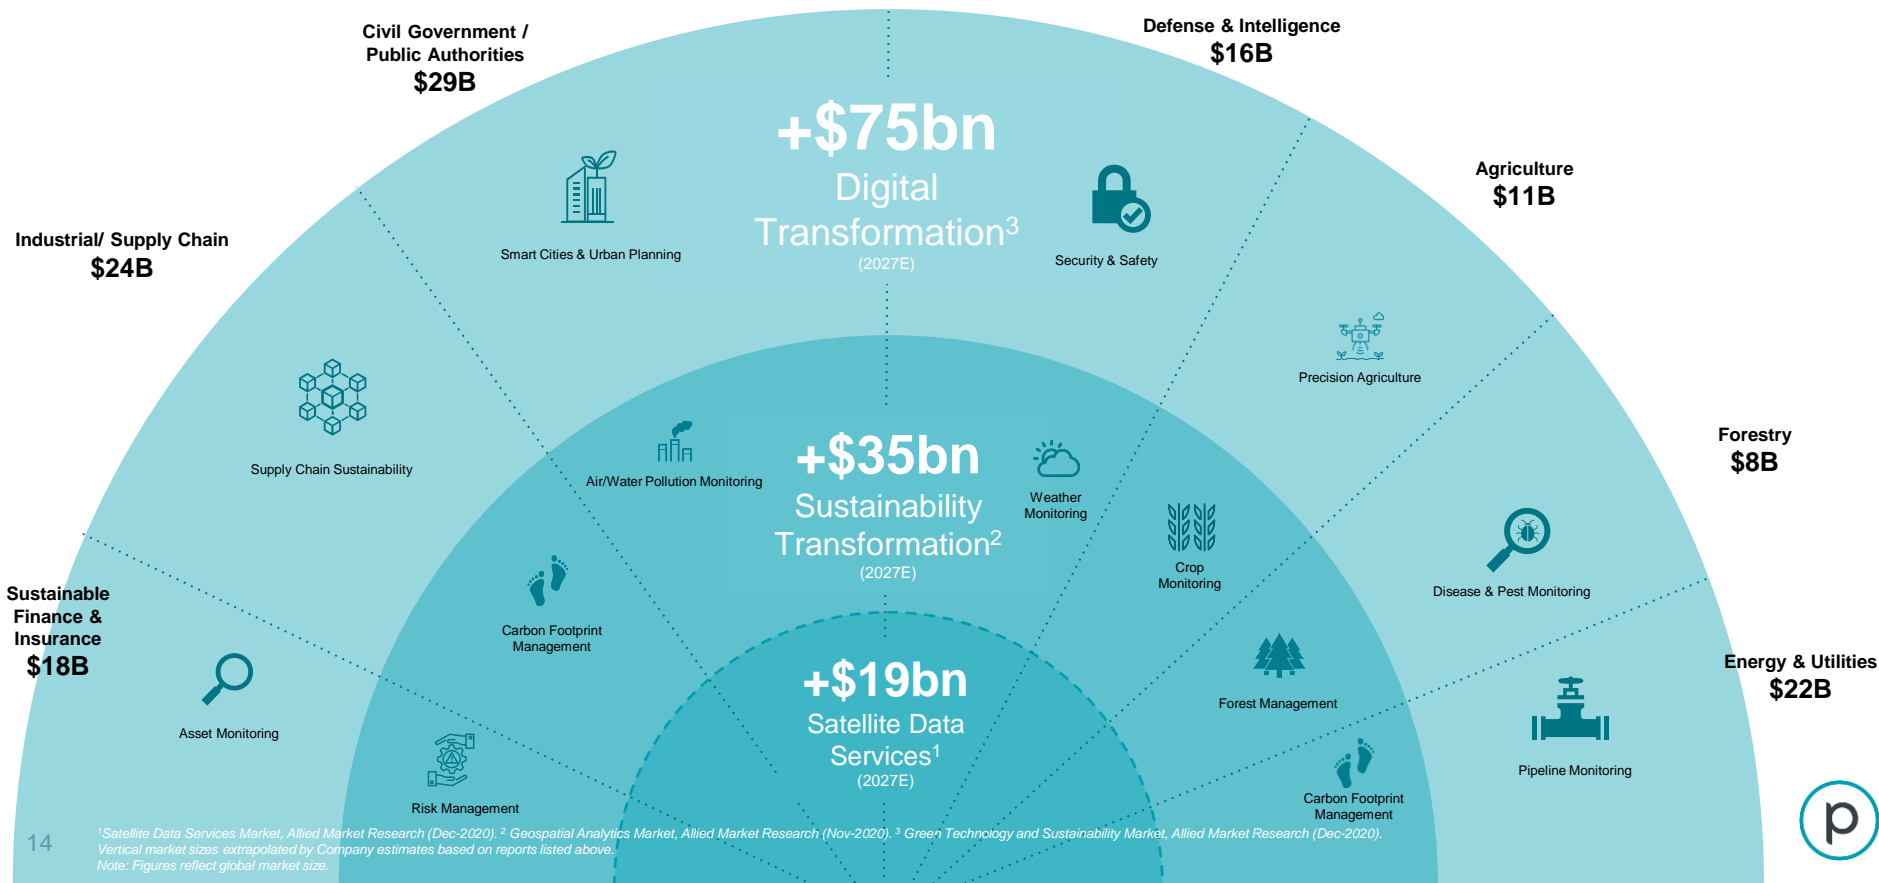 Civil Government /
Public Authorities
$29B
Defense & Intelligence
$16B
Industrial/ Supply Chain
$24B
Agriculture
$11B
Sustainable
Finance &
Insurance
$18B
Forestry
$8B
Energy & Utilities
$22B
+$75bn
Digital
Transformation³
(2027E)
Smart Cities & Urban Planning
Security & Safety
Supply Chain Sustainability
Precision Agriculture
Asset Monitoring
Disease & Pest Monitoring
Pipeline Monitoring
+$35bn
Sustainability
Transformation²
(2027E)
Air/Water Pollution Monitoring
Weather
Monitoring
Carbon Footprint
Management
Crop
Monitoring
Risk Management
Forest Management
Carbon Footprint
Management
+$19bn
Satellite Data
Services¹
(2027E)
14
¹Satellite Data Services Market, Allied Market Research (Dec-2020). ² Geospatial Analytics Market, Allied Market Research (Nov-2020). ³ Green Technology and Sustainability Market, Allied Market Research (Dec-2020).
Vertical market sizes extrapolated by Company estimates based on reports listed above.
Note: Figures reflect global market size.
p